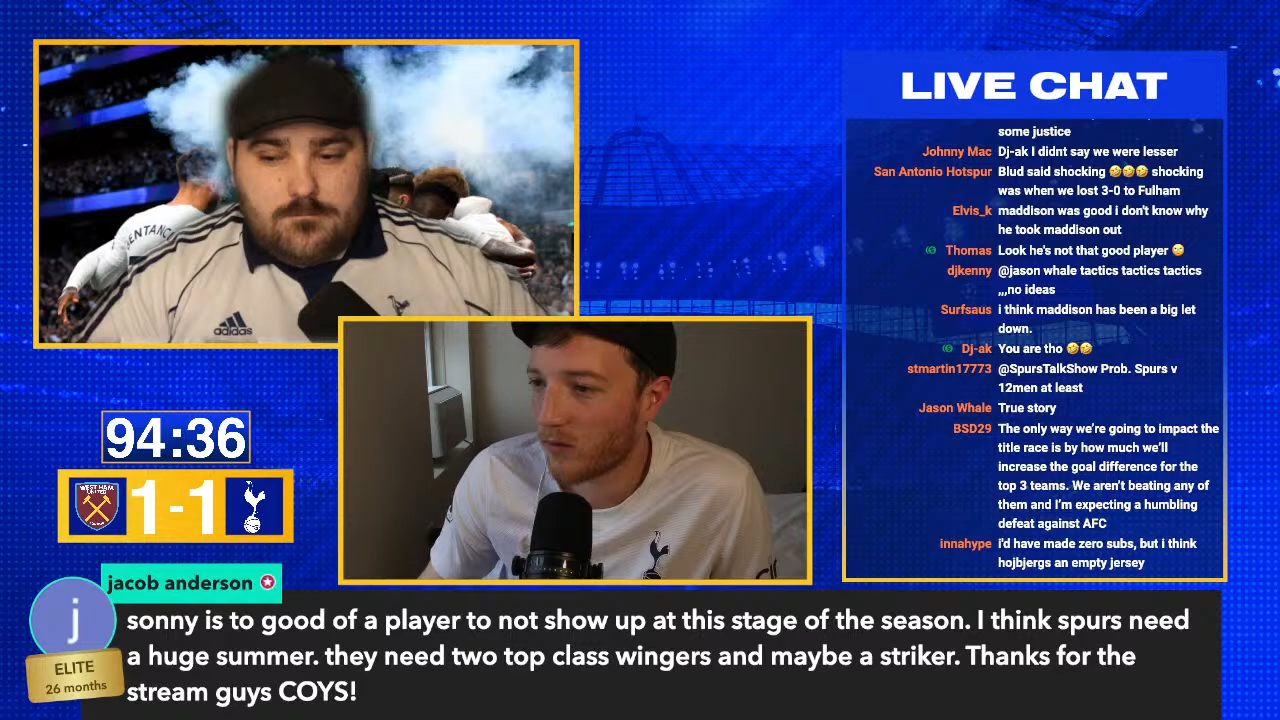 LIVE CHAT
some justice
Johnny Mac Dj-ak I didnt say we were lesser
San Antonio Hotspur Blud said shocking 🤣🤣🤣 shocking
was when we lost 3-0 to Fulham
Elvis_k maddison was good i don't know why
he took maddison out
Thomas Look he's not that good player 🙄
djkenny @jason whale tactics tactics tactics
,,,no ideas
Surfsaus i think maddison has been a big let
down.
Dj-ak You are tho 🤣🤣
stmartin17773 @SpursTalkShow Prob. Spurs v
12men at least
Jason Whale True story
BSD29 The only way we're going to impact the
title race is by how much we'll
increase the goal difference for the
top 3 teams. We aren't beating any of
them and I'm expecting a humbling
defeat against AFC
innahype i'd have made zero subs, but i think
hojbjergs an empty jersey
ENTANC
adidas
94:36
WEST HAM
UNITED
1-1
jacob anderson
j
ELITE
26 months
sonny is to good of a player to not show up at this stage of the season. I think spurs need
a huge summer. they need two top class wingers and maybe a striker. Thanks for the
stream guys COYS!